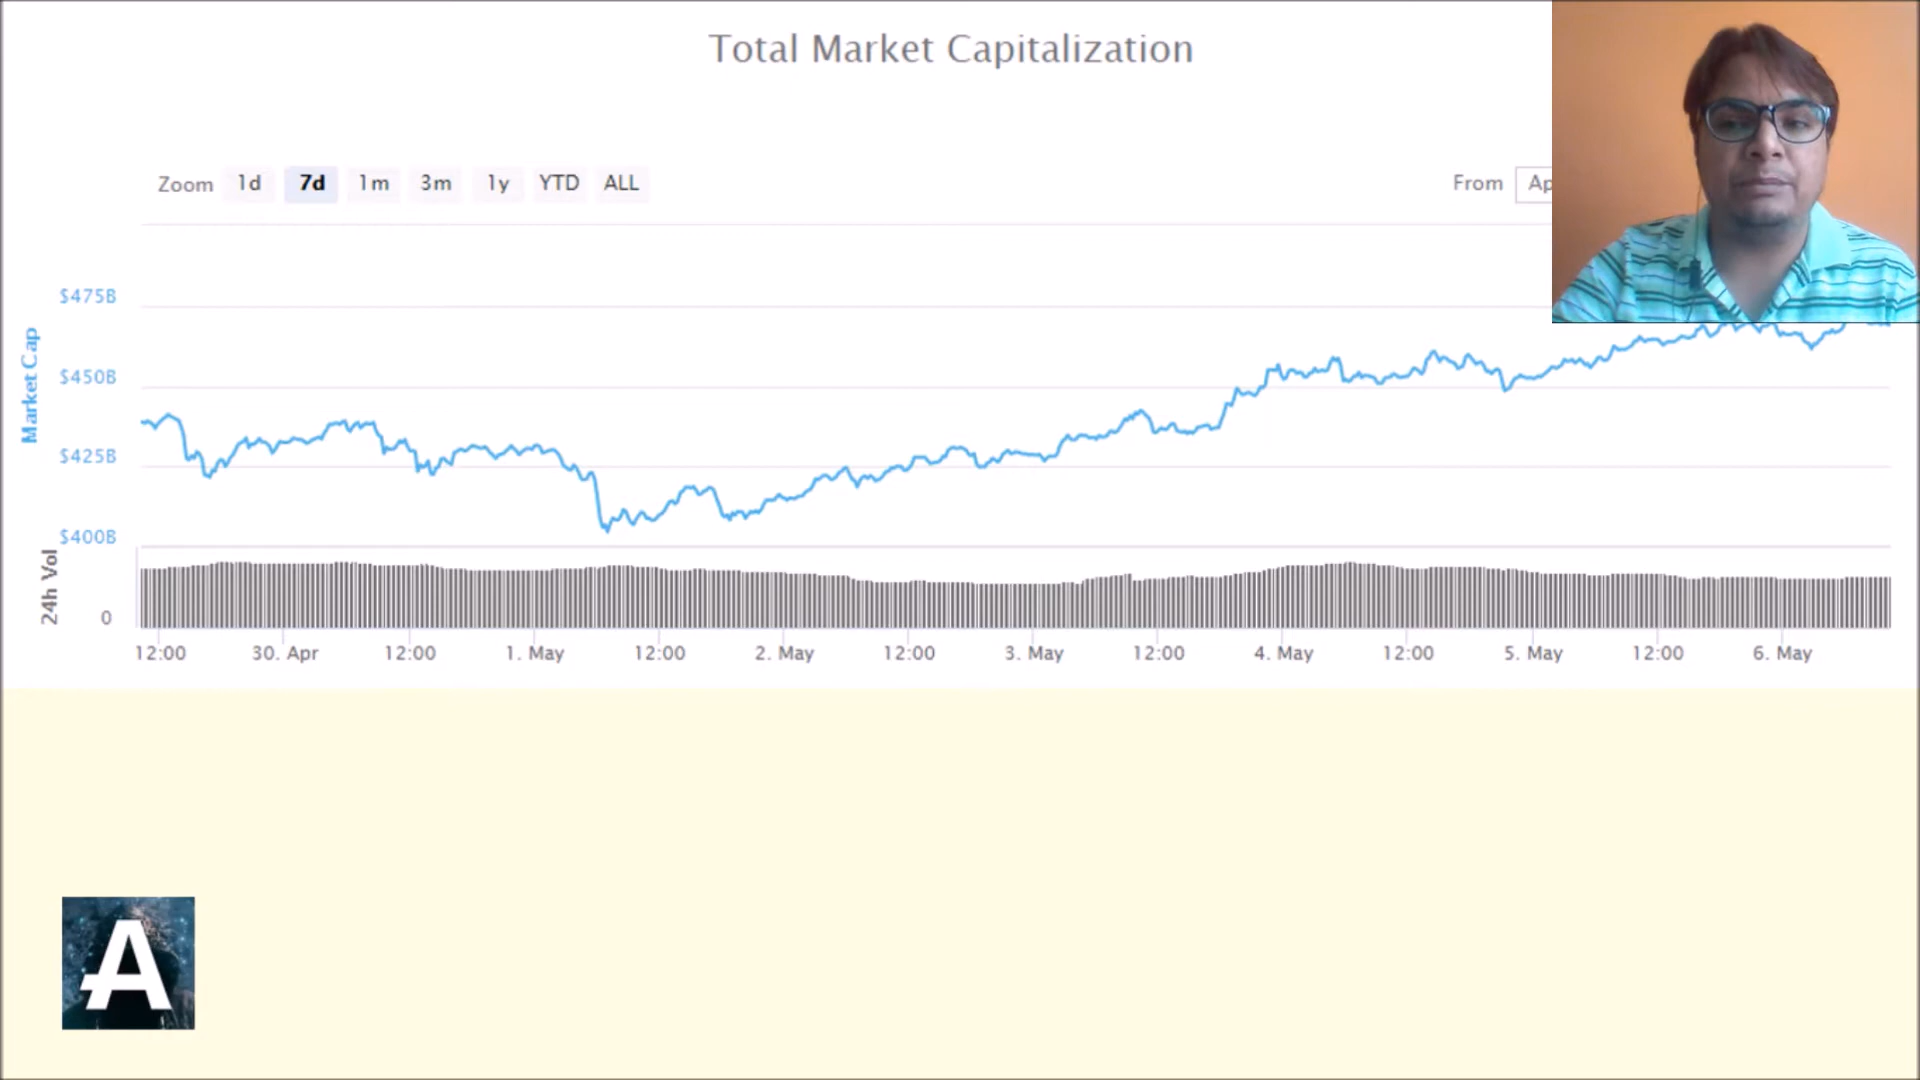 Total Market Capitalization
Zoom 1d 7d 1m 3m 1y YTD ALL
From Ap
$475B
$450B
$425B
$400B
Market Cap
24h Vol
0
12:00 30. Apr 12:00 1. May 12:00 2. May 12:00 3. May 12:00 4. May 12:00 5. May 12:00 6. May
A